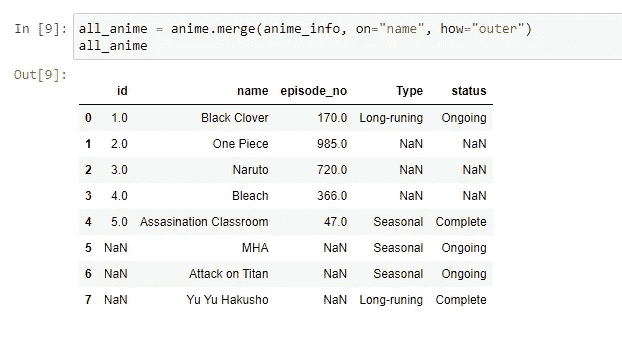 In [9]: all_anime = anime.merge(anime_info, on="name", how="outer")
all_anime
Out[9]:
id name episode_no Type status
0 1.0 Black Clover 170.0 Long-runing Ongoing
1 2.0 One Piece 985.0 NaN NaN
2 3.0 Naruto 720.0 NaN NaN
3 4.0 Bleach 366.0 NaN NaN
4 5.0 Assasination Classroom 47.0 Seasonal Complete
5 NaN MHA NaN Seasonal Ongoing
6 NaN Attack on Titan NaN Seasonal Ongoing
7 NaN Yu Yu Hakusho NaN Long-runing Complete